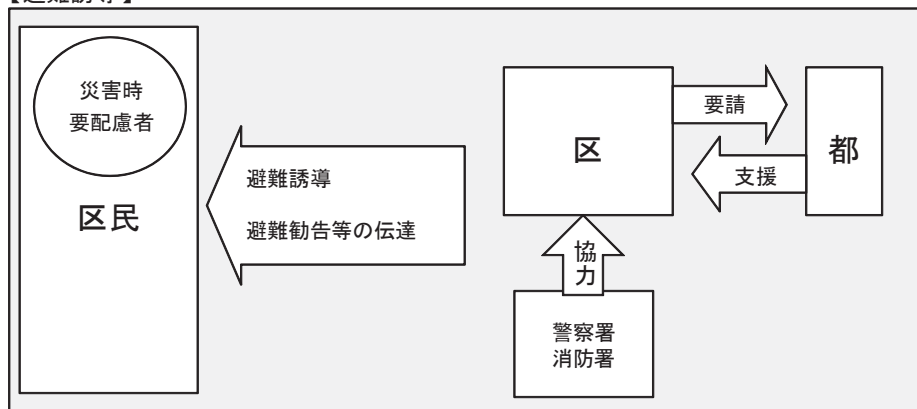 【避難誘導】
災害時
要配慮者
区民
避難誘導
避難勧告等の伝達
区
要請
支援
都
協
力
警察署
消防署